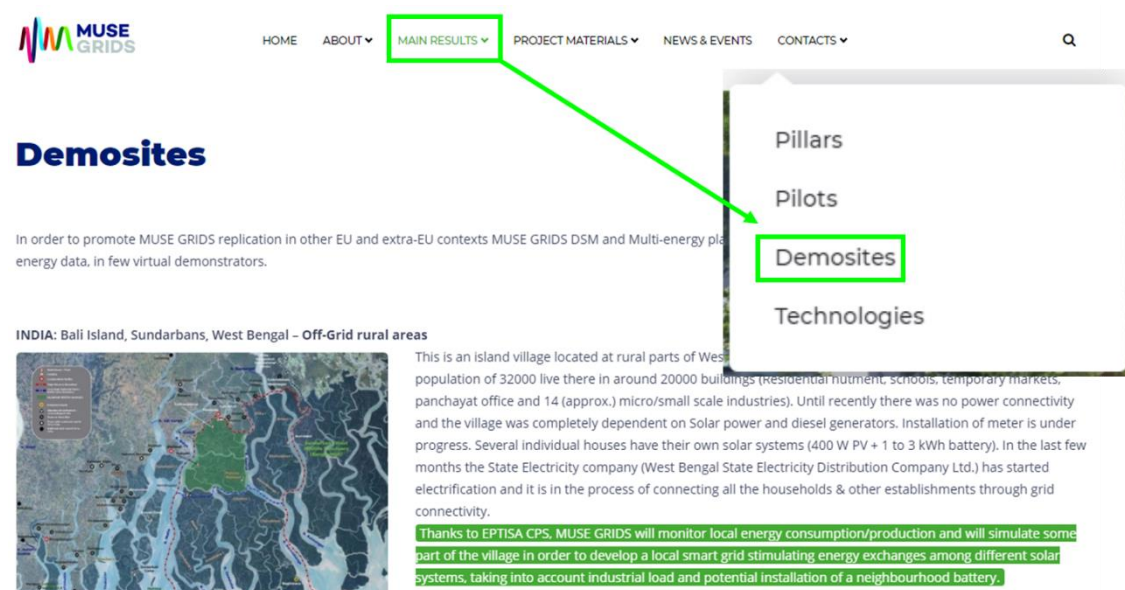 MUSE
GRIDS
HOME ABOUT MAIN RESULTS PROJECT MATERIALS NEWS & EVENTS CONTACTS
Pillars
Pilots
Demosites
Technologies
Demosites
In order to promote MUSE GRIDS replication in other EU and extra-EU contexts MUSE GRIDS DSM and Multi-energy
energy data, in few virtual demonstrators.
INDIA: Bali Island, Sundarbans, West Bengal – Off-Grid rural areas
This is an island village located at rural parts of
population of 32000 live there in around 20000 buildings (Residential hutment, schools, temporary markets,
panchayat office and 14 (approx.) micro/small scale industries). Until recently there was no power connectivity
and the village was completely dependent on Solar power and diesel generators. Installation of meter is under
progress. Several individual houses have their own solar systems (400 W PV + 1 to 3 kWh battery). In the last few
months the State Electricity company (West Bengal State Electricity Distribution Company Ltd.) has started
electrification and it is in the process of connecting all the households & other establishments through grid
connectivity.
Thanks to EPTISA CPS, MUSE GRIDS will monitor local energy consumption/production and will simulate some
part of the village in order to develop a local smart grid stimulating energy exchanges among different solar
systems, taking into account industrial load and potential installation of a neighbourhood battery.